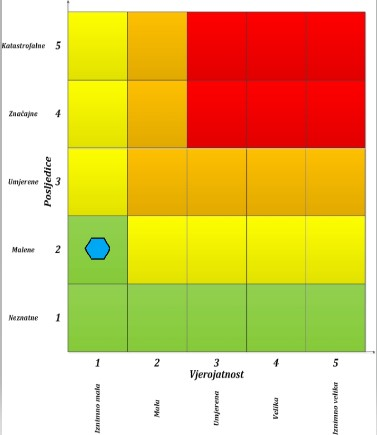 Posljedice
Katastrofalne 5
Značajne 4
Umjerene 3
Malene 2
Neznatne 1
1 2 3 4 5
Vjerojatnost
Iznimno mala
Mala
Umjerena
Velika
Iznimno velika